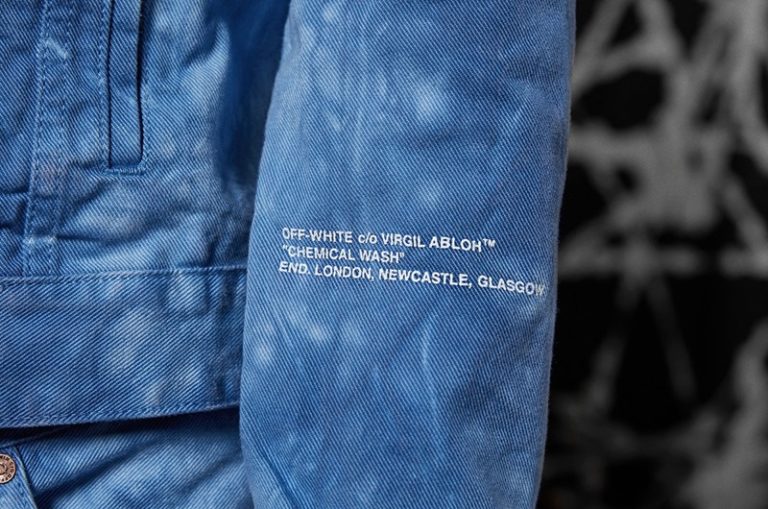 OFF-WHITE c/o VIRGIL ABLOH™
"CHEMICAL WASH"
END. LONDON, NEWCASTLE, GLASGOW